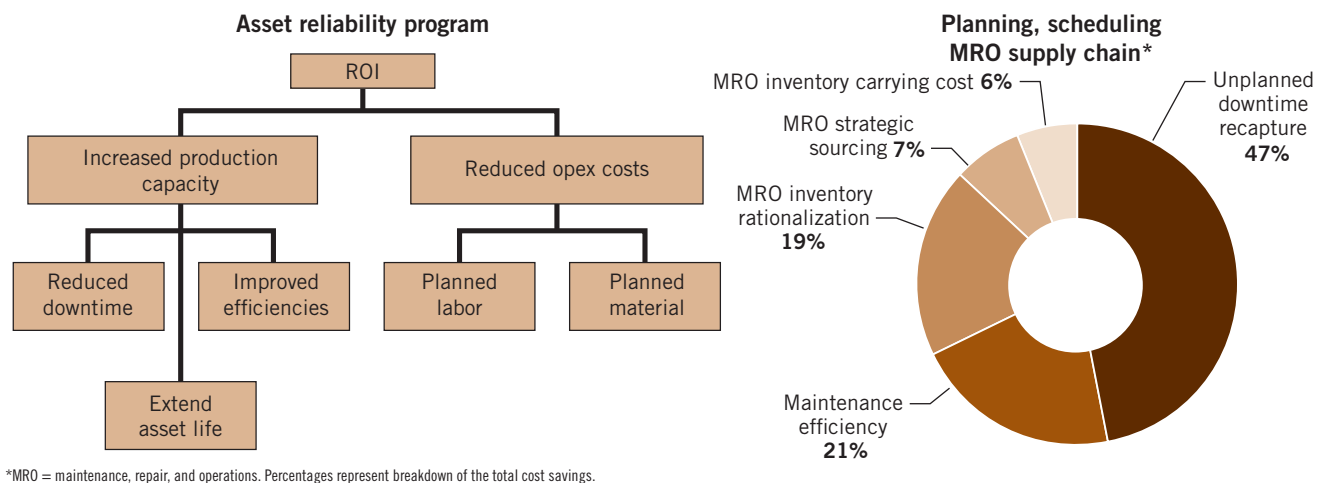 Asset reliability program
ROI
Increased production
capacity
Reduced opex costs
Reduced
downtime
Improved
efficiencies
Planned
labor
Planned
material
Extend
asset life
Planning, scheduling
MRO supply chain*
MRO inventory carrying cost 6%
Unplanned
downtime
recapture
47%
MRO strategic
sourcing 7%
MRO inventory
rationalization
19%
Maintenance
efficiency
21%
*MRO = maintenance, repair, and operations. Percentages represent breakdown of the total cost savings.